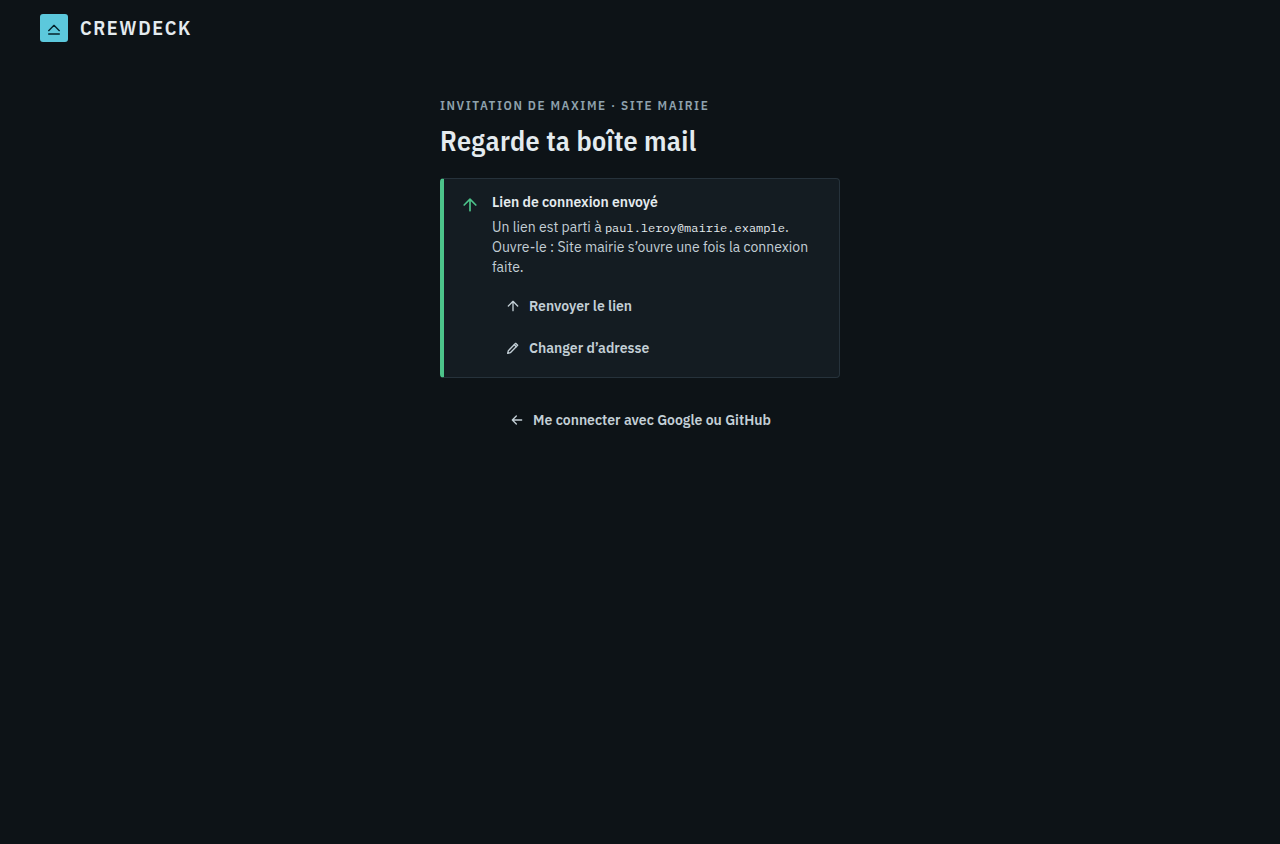 CREWDECK
INVITATION DE MAXIME · SITE MAIRIE
Regarde ta boîte mail
Lien de connexion envoyé
Un lien est parti à paul.leroy@mairie.example.
Ouvre-le : Site mairie s’ouvre une fois la connexion
faite.
Renvoyer le lien
Changer d’adresse
Me connecter avec Google ou GitHub